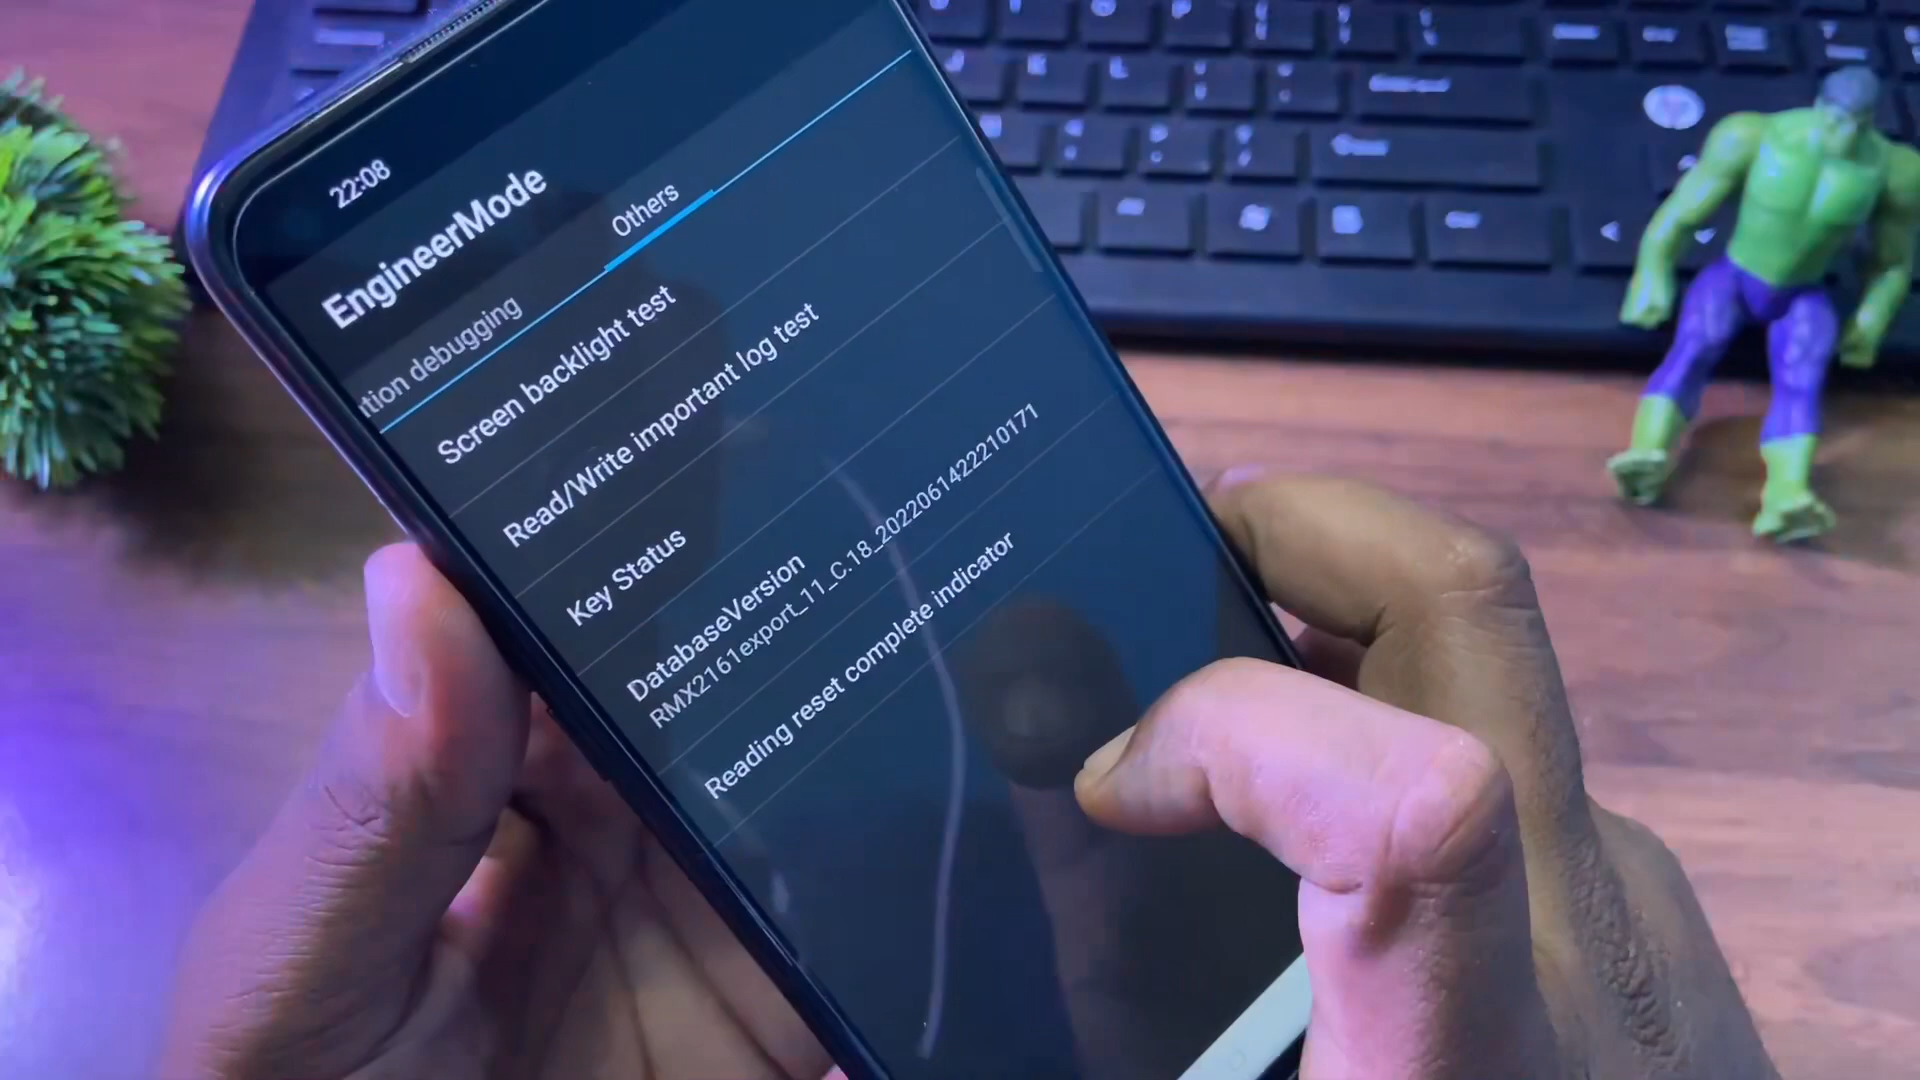 22:08
EngineerMode
tion debugging
Others
Screen backlight test
Read/Write important log test
Key Status
DatabaseVersion
RMX2161export_11_C.18_2022061422210171
Reading reset complete indicator